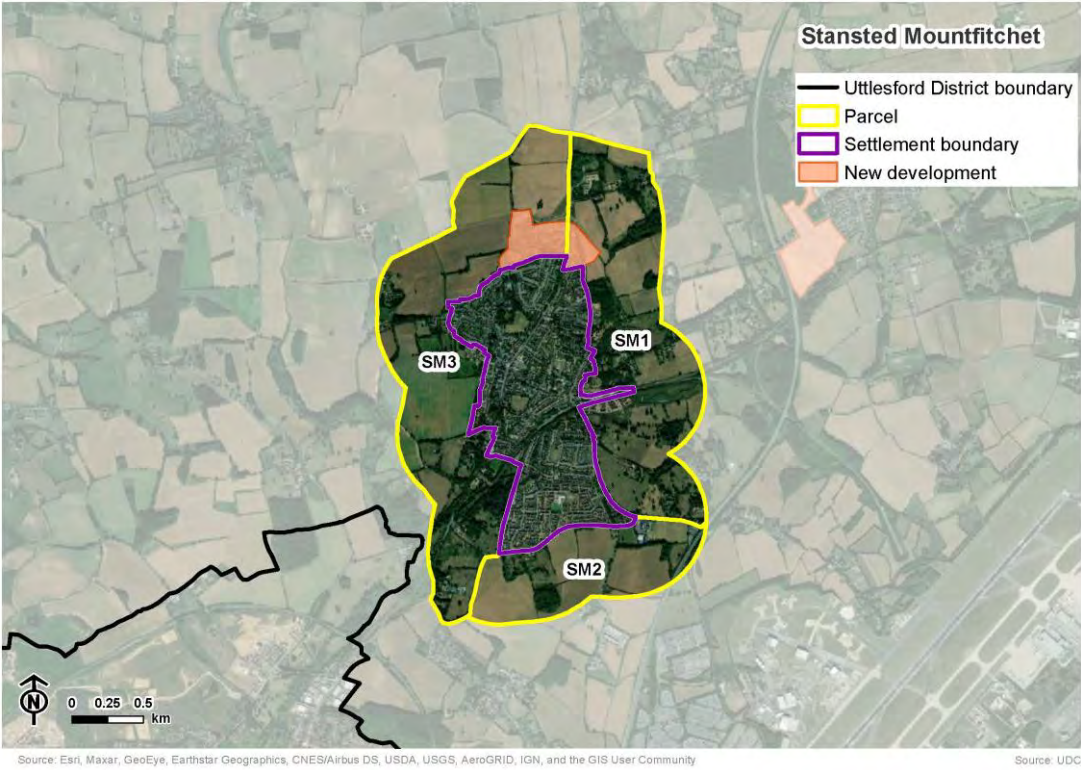 Stansted Mountfitchet
Uttlesford District boundary
Parcel
Settlement boundary
New development
SM1
SM3
SM2
N
0 0.25 0.5
km
Source: Esri, Maxar, GeoEye, Earthstar Geographics, CNES/Airbus DS, USDA, USGS, AeroGRID, IGN, and the GIS User Community
Source: UDC